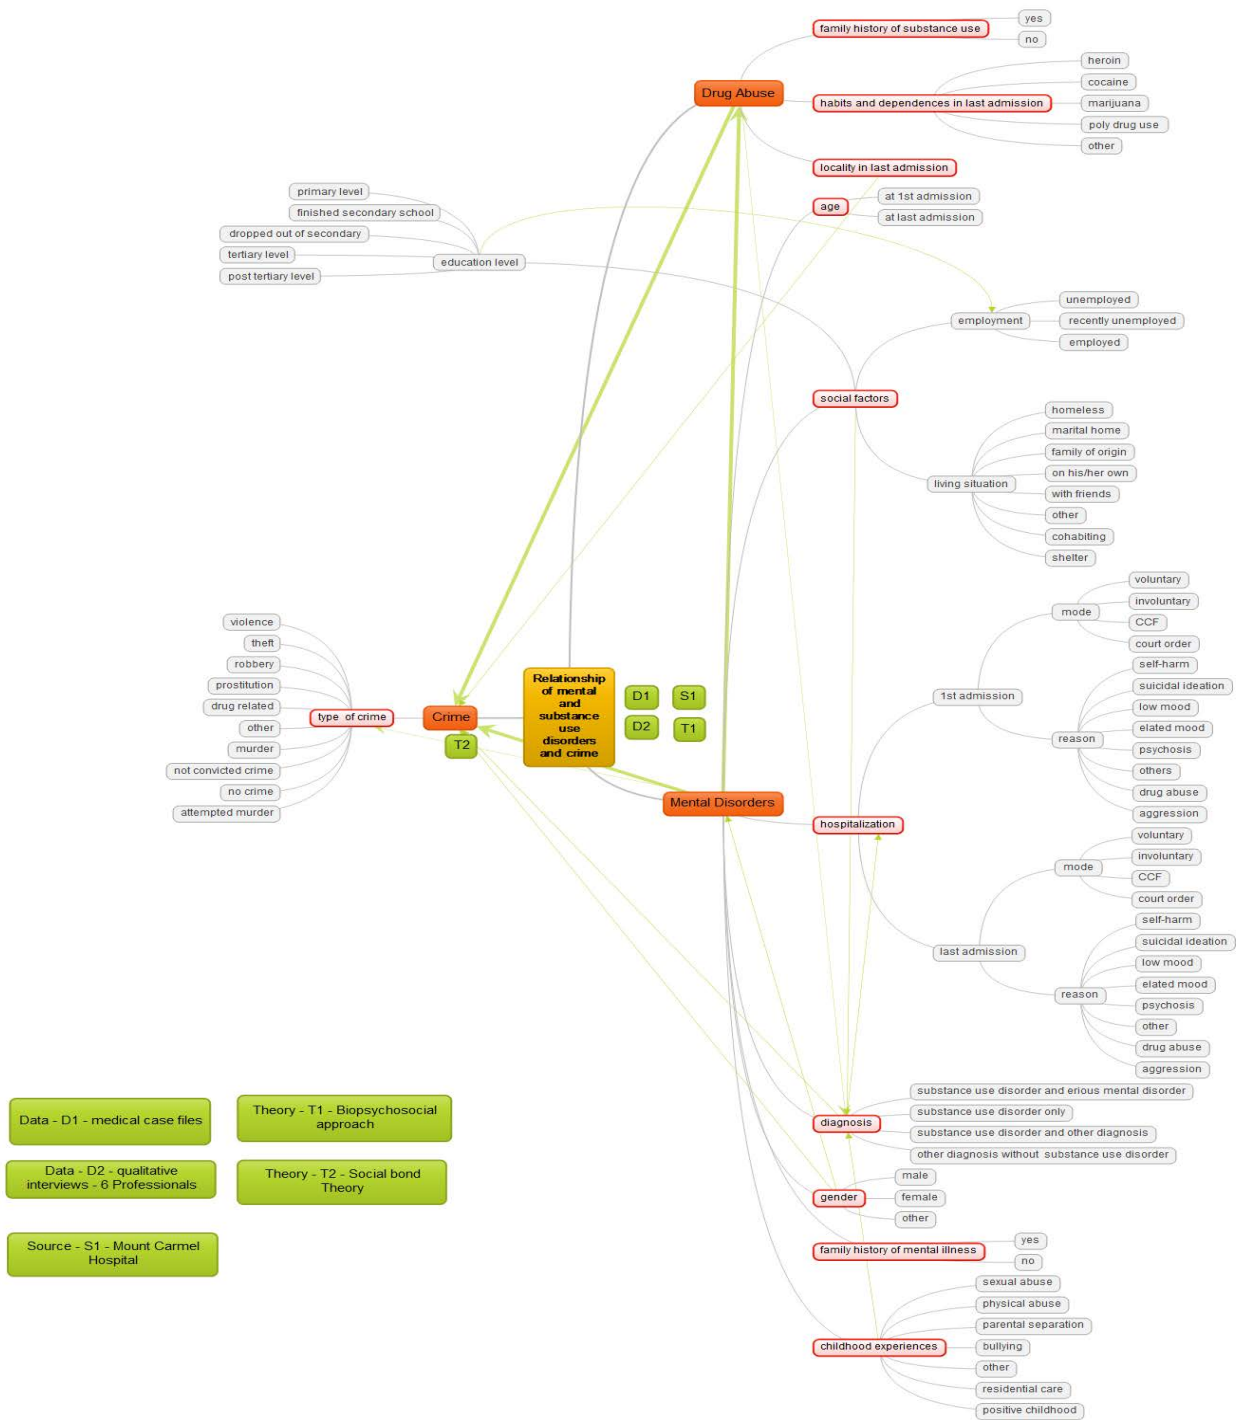 family history of substance use
yes
no
Drug Abuse
habits and dependences in last admission
heroin
cocaine
marijuana
poly drug use
other
locality in last admission
age
at 1st admission
at last admission
primary level
finished secondary school
dropped out of secondary
tertiary level
post tertiary level
education level
employment
unemployed
recently unemployed
employed
social factors
living situation
homeless
marital home
family of origin
on his/her own
with friends
other
cohabiting
shelter
violence
theft
robbery
prostitution
drug related
other
murder
not convicted crime
no crime
attempted murder
type of crime
Crime
T2
Relationship
of mental
and
substance
use
disorders
and crime
D1
S1
D2
T1
Mental Disorders
hospitalization
1st admission
mode
voluntary
involuntary
CCF
court order
reason
self-harm
suicidal ideation
low mood
elated mood
psychosis
others
drug abuse
aggression
last admission
mode
voluntary
involuntary
CCF
court order
reason
self-harm
suicidal ideation
low mood
elated mood
psychosis
other
drug abuse
aggression
diagnosis
substance use disorder and erious mental disorder
substance use disorder only
substance use disorder and other diagnosis
other diagnosis without substance use disorder
gender
male
female
other
family history of mental illness
yes
no
childhood experiences
sexual abuse
physical abuse
parental separation
bullying
other
residential care
positive childhood
Data - D1 - medical case files
Theory - T1 - Biopsychosocial
approach
Data - D2 - qualitative
interviews - 6 Professionals
Theory - T2 - Social bond
Theory
Source - S1 - Mount Carmel
Hospital